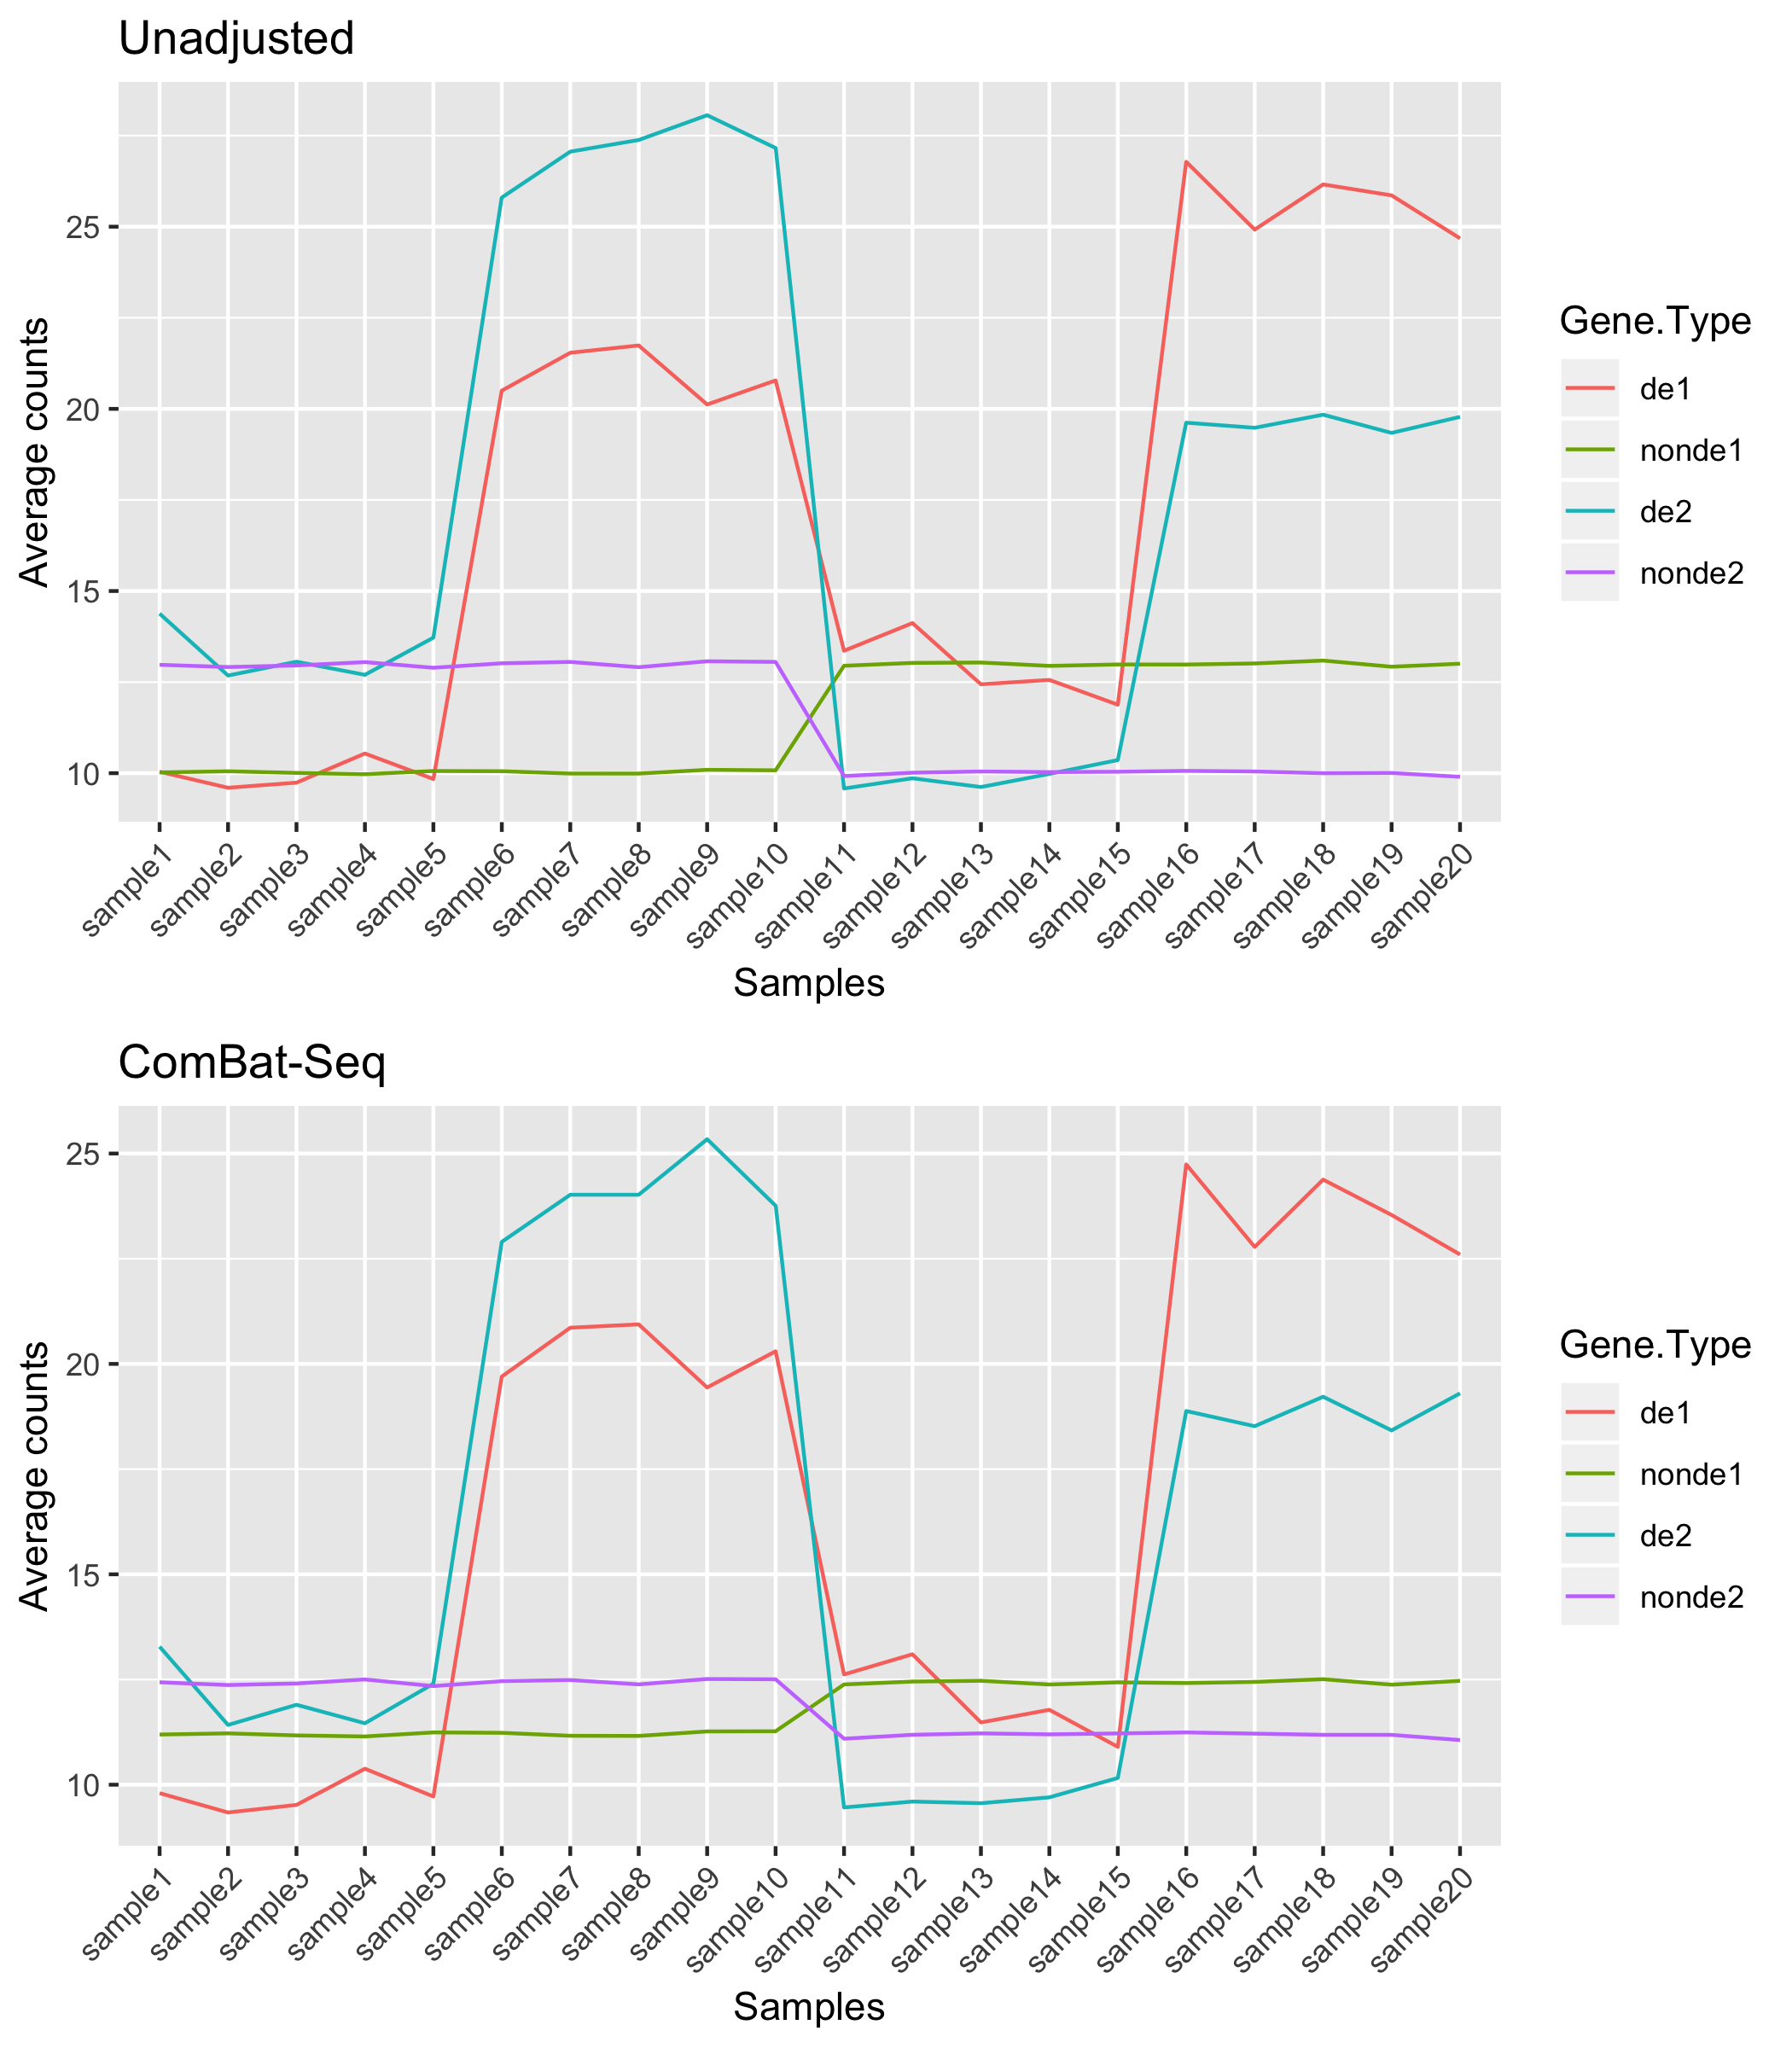 Unadjusted
Average counts
25
20
15
10
sample1
sample2
sample3
sample4
sample5
sample6
sample7
sample8
sample9
sample10
sample11
sample12
sample13
sample14
sample15
sample16
sample17
sample18
sample19
sample20
Samples
Gene.Type
de1
nonde1
de2
nonde2
ComBat-Seq
Average counts
25
20
15
10
sample1
sample2
sample3
sample4
sample5
sample6
sample7
sample8
sample9
sample10
sample11
sample12
sample13
sample14
sample15
sample16
sample17
sample18
sample19
sample20
Samples
Gene.Type
de1
nonde1
de2
nonde2